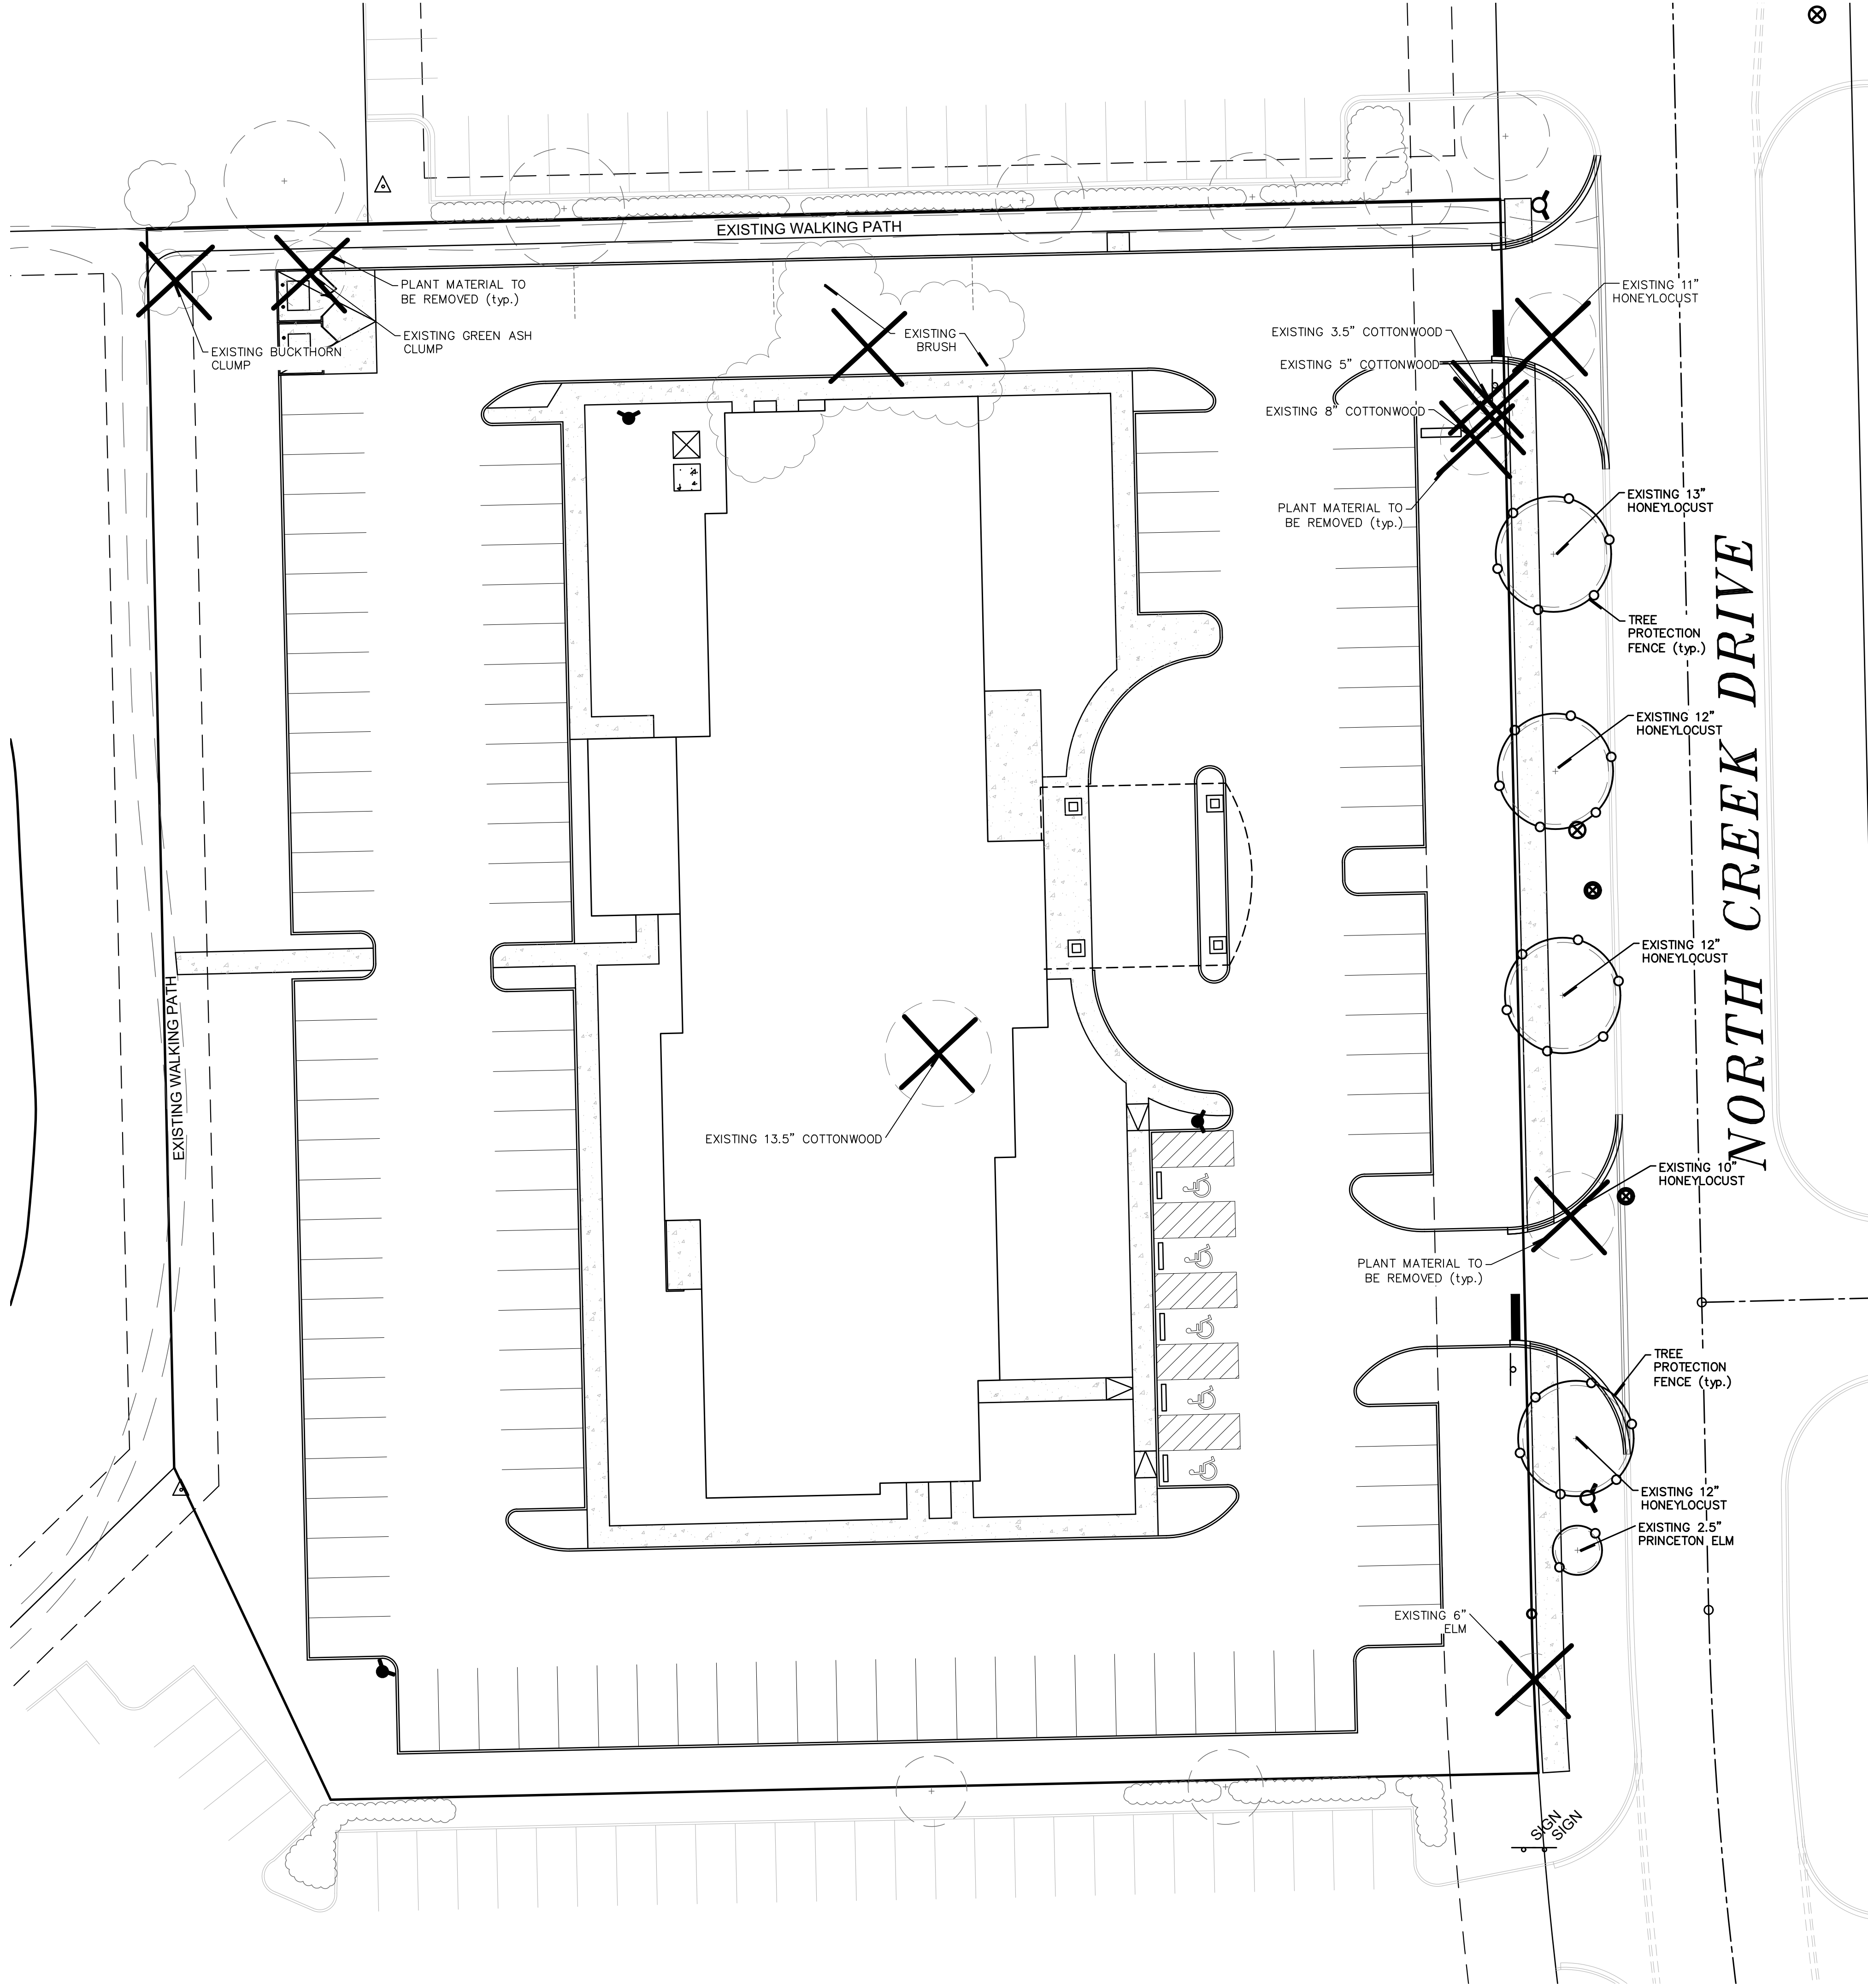 EXISTING WALKING PATH
PLANT MATERIAL TO
BE REMOVED (typ.)
EXISTING GREEN ASH
CLUMP
EXISTING BUCKTHORN
CLUMP
EXISTING
BRUSH
EXISTING 11"
HONEYLOCUST
EXISTING 3.5" COTTONWOOD
EXISTING 5" COTTONWOOD
EXISTING 8" COTTONWOOD
PLANT MATERIAL TO
BE REMOVED (typ.)
EXISTING 13"
HONEYLOCUST
TREE
PROTECTION
FENCE (typ.)
EXISTING 12"
HONEYLOCUST
NORTH CREEK DRIVE
EXISTING 12"
HONEYLOCUST
EXISTING WALKING PATH
EXISTING 13.5" COTTONWOOD
EXISTING 10"
HONEYLOCUST
PLANT MATERIAL TO
BE REMOVED (typ.)
TREE
PROTECTION
FENCE (typ.)
EXISTING 12"
HONEYLOCUST
EXISTING 2.5"
PRINCETON ELM
EXISTING 6"
ELM
SIGN
SIGN